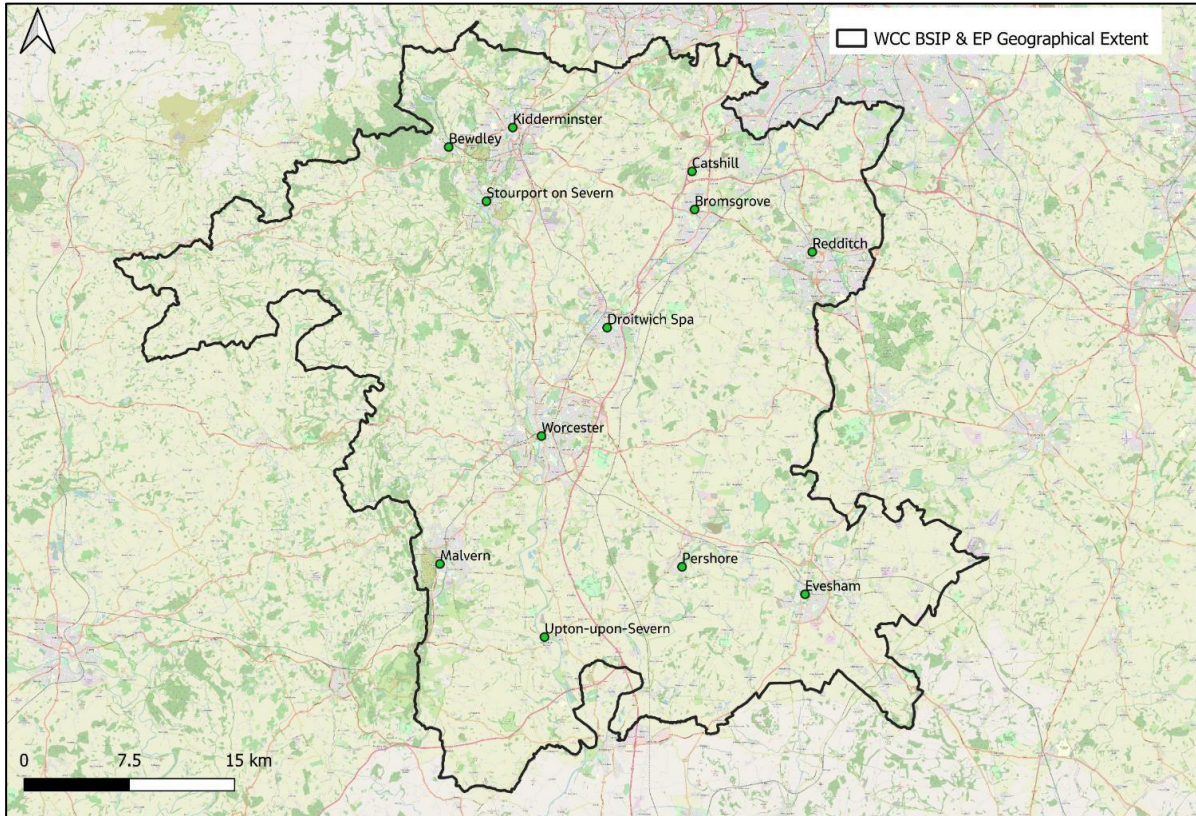 WCC BSIP & EP Geographical Extent
Kidderminster
Bewdley
Catshill
Stourport on Severn
Bromsgrove
Redditch
Droitwich Spa
Worcester
Malvern
Pershore
Evesham
Upton-upon-Severn
0 7.5 15 km